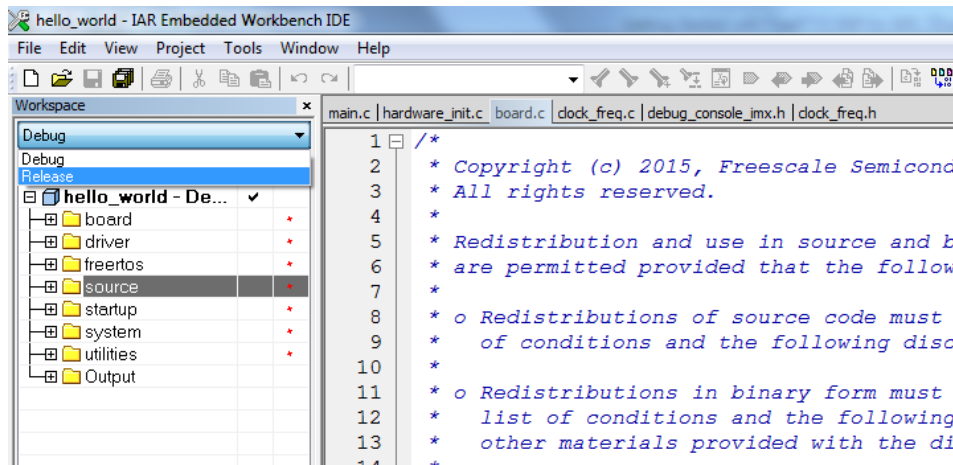 hello_world - IAR Embedded Workbench IDE
File Edit View Project Tools Window Help
Workspace
main.c hardware_init.c board.c clock_freq.c debug_console_imx.h clock_freq.h
Debug
Debug
Release
hello_world - De...
board
driver
freertos
source
startup
system
utilities
Output
1 /*
2 * Copyright (c) 2015, Freescale Semicond
3 * All rights reserved.
4 *
5 * Redistribution and use in source and b
6 * are permitted provided that the follow
7 *
8 * o Redistributions of source code must
9 *   of conditions and the following disc
10 *
11 * o Redistributions in binary form must
12 *   list of conditions and the following
13 *   other materials provided with the di
14 *